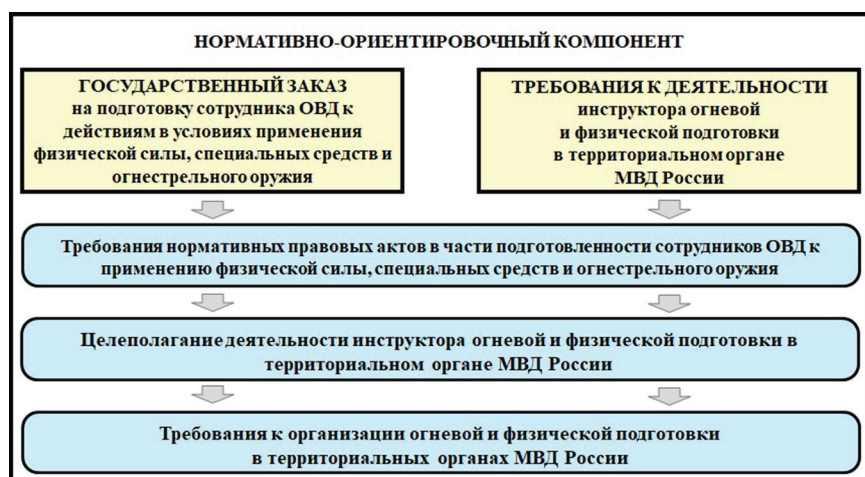 НОРМАТИВНО-ОРИЕНТИРОВОЧНЫЙ КОМПОНЕНТ
ГОСУДАРСТВЕННЫЙ ЗАКАЗ
на подготовку сотрудника ОВД к
действиям в условиях применения
физической силы, специальных средств и
огнестрельного оружия
ТРЕБОВАНИЯ К ДЕЯТЕЛЬНОСТИ
инструктора огневой
и физической подготовки
в территориальном органе
МВД России
Требования нормативных правовых актов в части подготовленности сотрудников ОВД к
применению физической силы, специальных средств и огнестрельного оружия
Целеполагание деятельности инструктора огневой и физической подготовки в
территориальном органе МВД России
Требования к организации огневой и физической подготовки
в территориальных органах МВД России